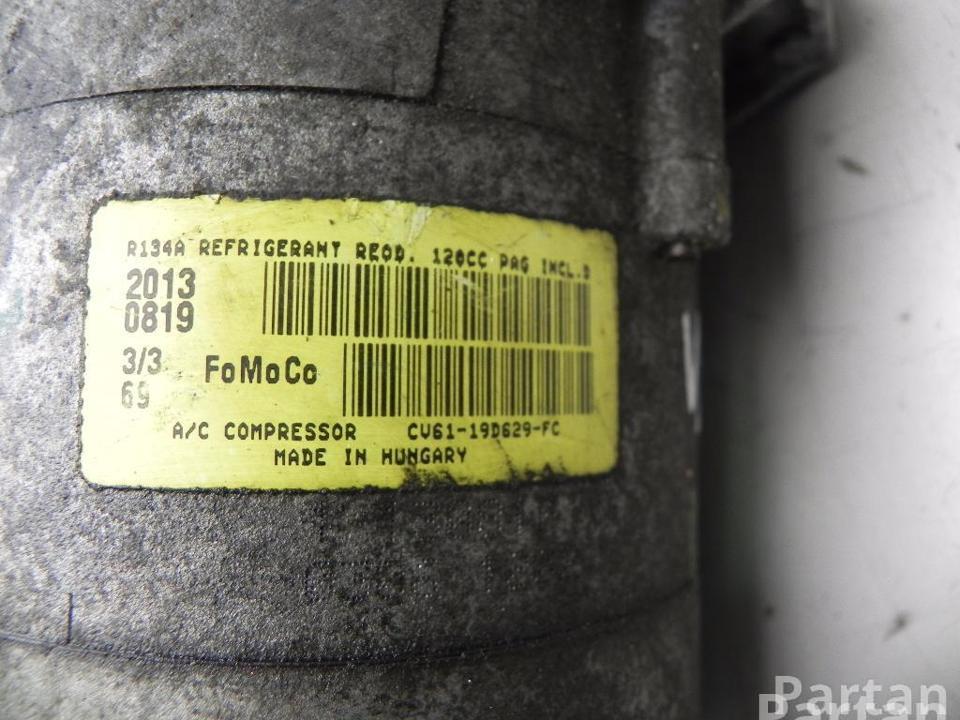 R134A REFRIGERANT REQD. 120CC PAG INCL.D
2013
0819
3/3
69
FoMoCo
A/C COMPRESSOR CV61-19D629-FC
MADE IN HUNGARY
Partan
Partan